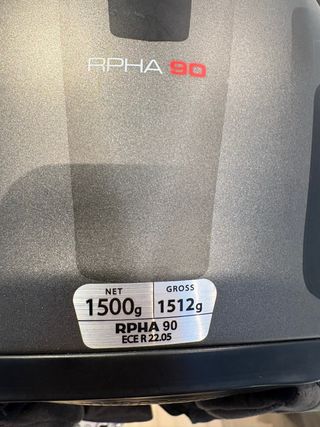 RPHA 90
NET GROSS
1500g 1512g
RPHA 90
ECE R 22.05